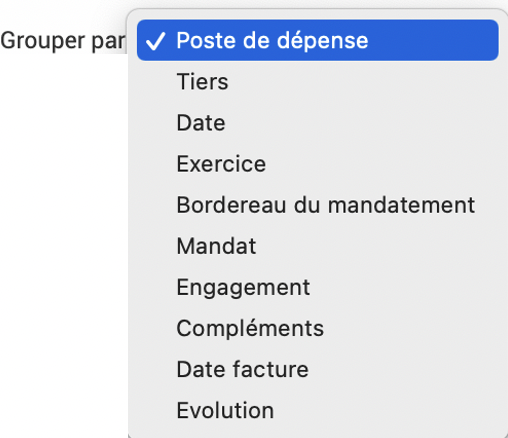 Grouper par ✓ Poste de dépense
Tiers
Date
Exercice
Bordereau du mandatement
Mandat
Engagement
Compléments
Date facture
Evolution